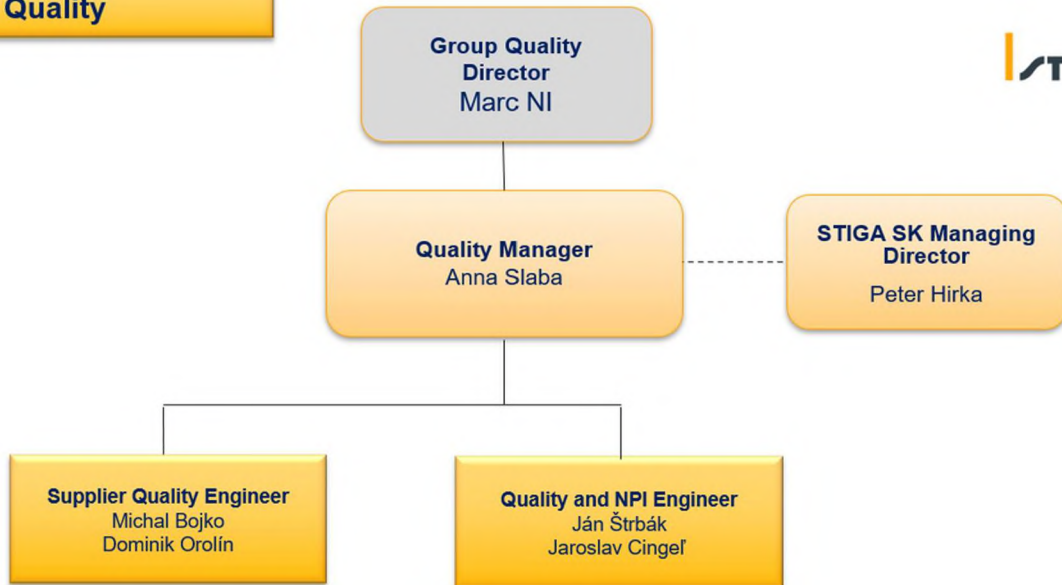 Quality
Group Quality
Director
Marc NI
Quality Manager
Anna Slaba
STIGA SK Managing
Director
Peter Hirka
Supplier Quality Engineer
Michal Bojko
Dominik Orolín
Quality and NPI Engineer
Ján Štrbák
Jaroslav Cingeľ